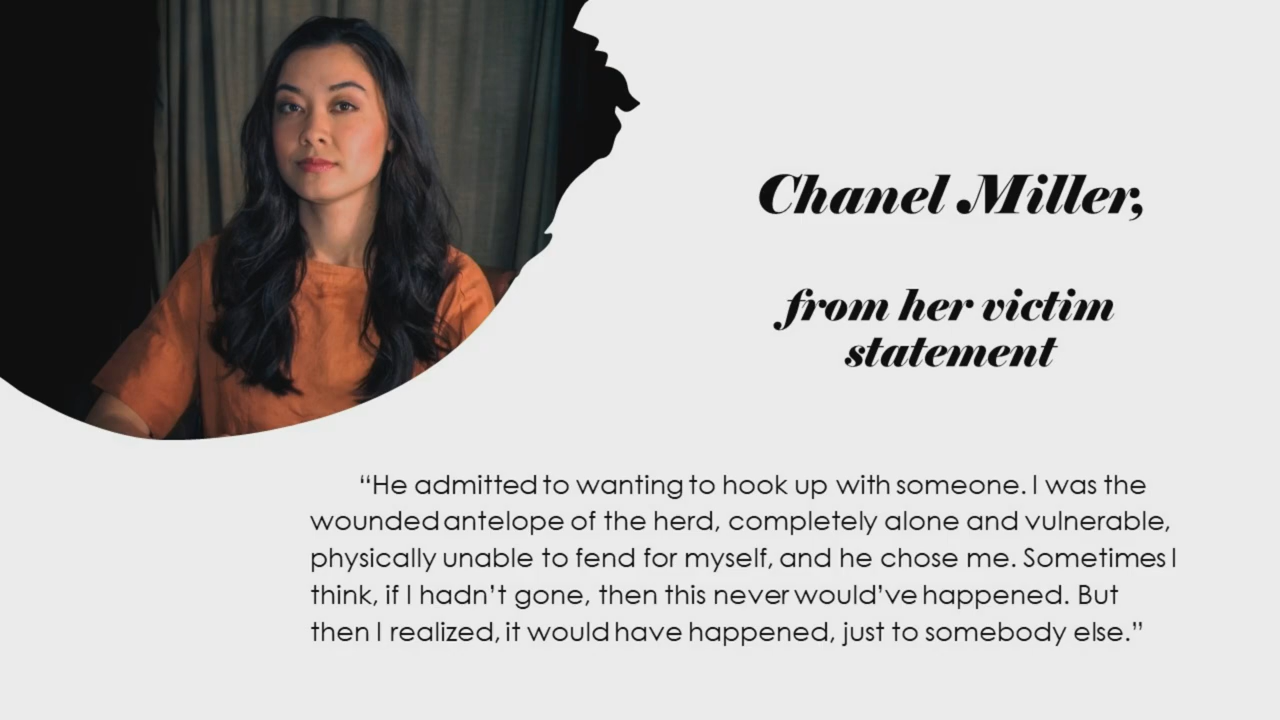 Chanel Miller,
from her victim
statement
“He admitted to wanting to hook up with someone. I was the
wounded antelope of the herd, completely alone and vulnerable,
physically unable to fend for myself, and he chose me. Sometimes I
think, if I hadn’t gone, then this never would’ve happened. But
then I realized, it would have happened, just to somebody else.”